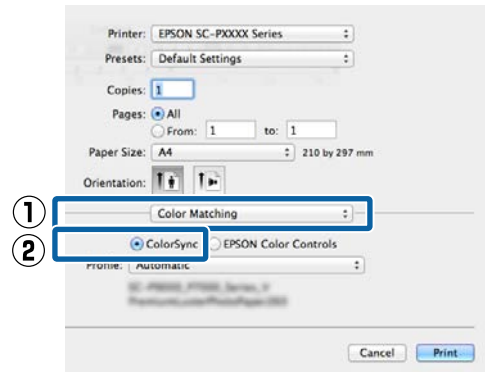 Printer: EPSON SC-PXXXX Series
Presets: Default Settings
Copies: 1
Pages: All
From: 1 to: 1
Paper Size: A4 210 by 297 mm
Orientation:
① Color Matching
② ColorSync EPSON Color Controls
Profile: Automatic
Cancel Print